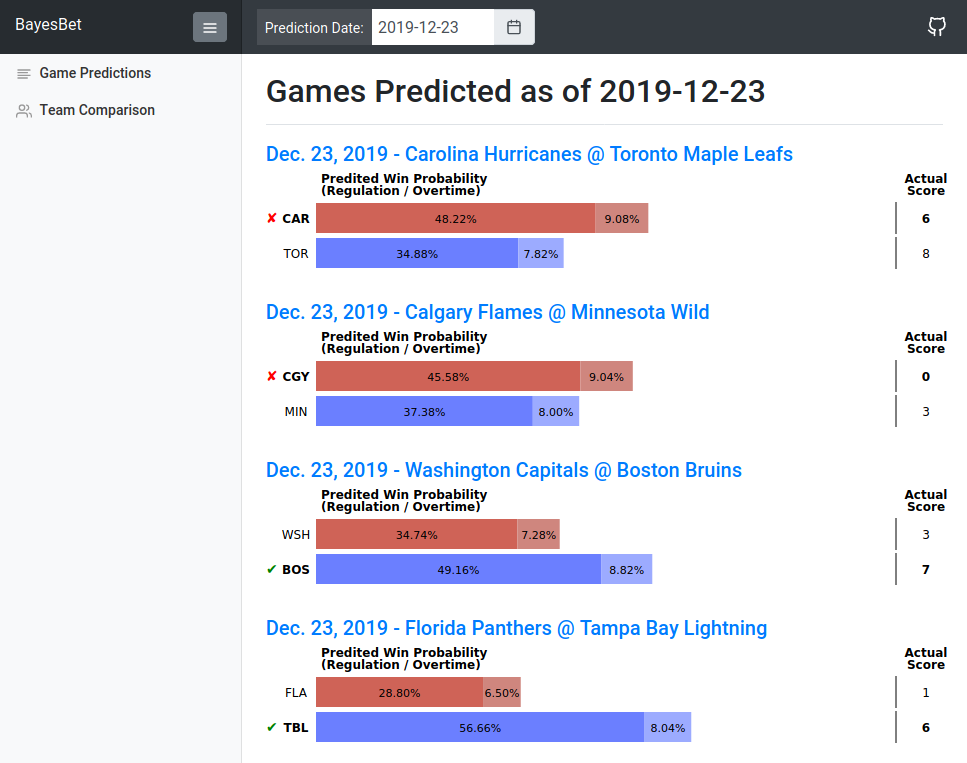 BayesBet
Prediction Date: 2019-12-23
Game Predictions
Team Comparison
Games Predicted as of 2019-12-23
Dec. 23, 2019 - Carolina Hurricanes @ Toronto Maple Leafs
Predited Win Probability
(Regulation / Overtime)
Actual
Score
✘ CAR 48.22% 9.08% 6
TOR 34.88% 7.82% 8
Dec. 23, 2019 - Calgary Flames @ Minnesota Wild
Predited Win Probability
(Regulation / Overtime)
Actual
Score
✘ CGY 45.58% 9.04% 0
MIN 37.38% 8.00% 3
Dec. 23, 2019 - Washington Capitals @ Boston Bruins
Predited Win Probability
(Regulation / Overtime)
Actual
Score
WSH 34.74% 7.28% 3
✔ BOS 49.16% 8.82% 7
Dec. 23, 2019 - Florida Panthers @ Tampa Bay Lightning
Predited Win Probability
(Regulation / Overtime)
Actual
Score
FLA 28.80% 6.50% 1
✔ TBL 56.66% 8.04% 6